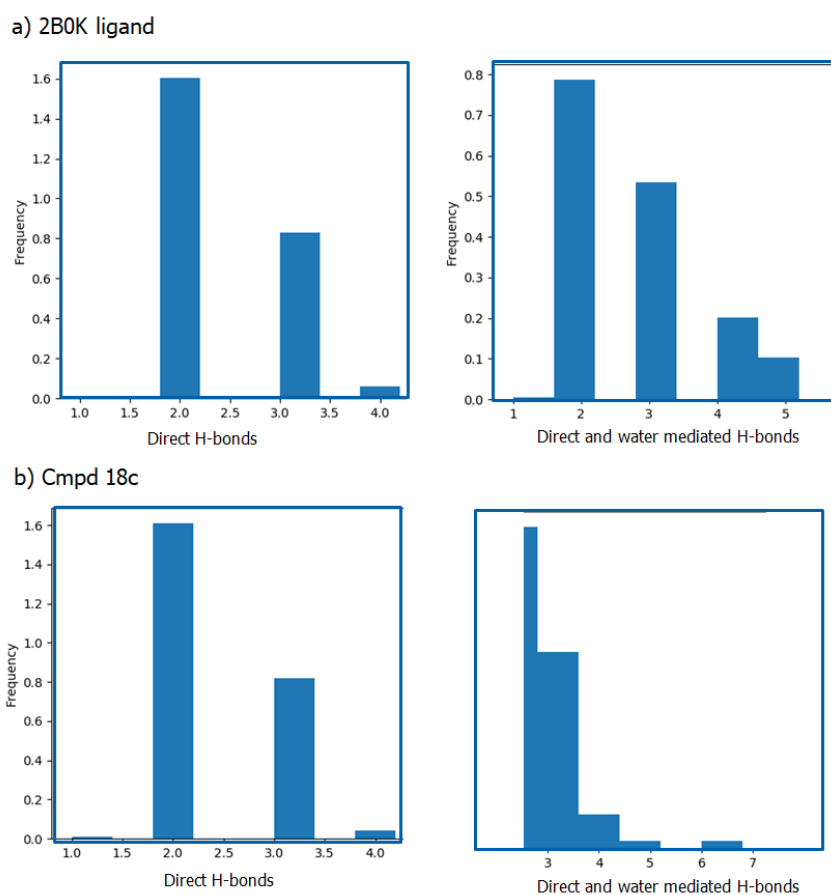 a) 2B0K ligand
1.6
1.4
1.2
1.0
0.8
0.6
0.4
0.2
0.0
Frequency
1.0 1.5 2.0 2.5 3.0 3.5 4.0
Direct H-bonds
0.8
0.7
0.6
0.5
0.4
0.3
0.2
0.1
0.0
Frequency
1 2 3 4 5
Direct and water mediated H-bonds
b) Cmpd 18c
1.6
1.4
1.2
1.0
0.8
0.6
0.4
0.2
0.0
Frequency
1.0 1.5 2.0 2.5 3.0 3.5 4.0
Direct H-bonds
3 4 5 6 7
Direct and water mediated H-bonds